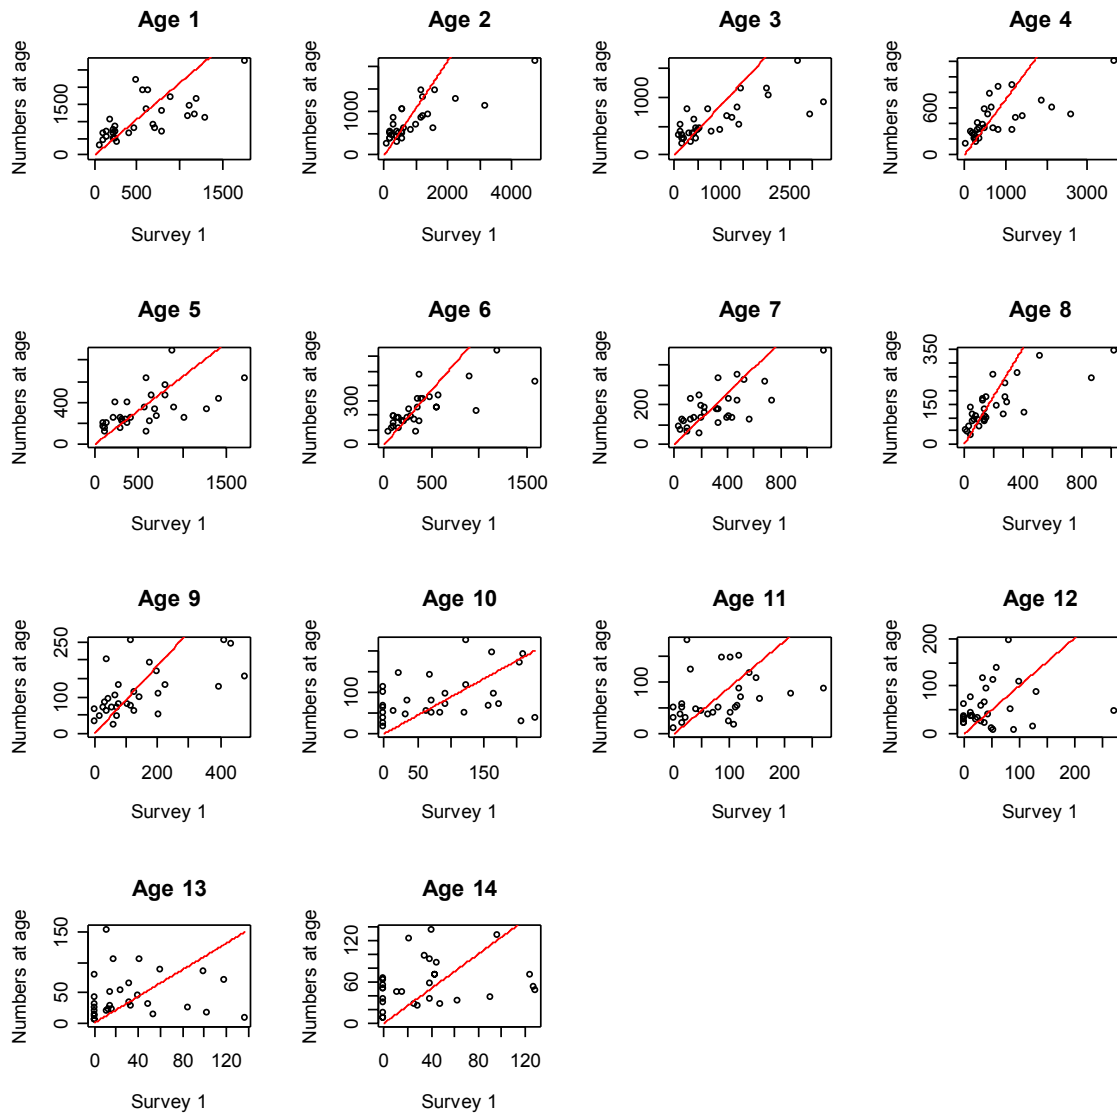 Age 1
Age 2
Age 3
Age 4
Numbers at age
0 1500
0 500 1500
Survey 1
Numbers at age
0 1000
0 2000 4000
Survey 1
Numbers at age
0 1000
0 1000 2500
Survey 1
Numbers at age
0 600
0 1000 3000
Survey 1
Age 5
Age 6
Age 7
Age 8
Numbers at age
0 400
0 500 1500
Survey 1
Numbers at age
0 300
0 500 1500
Survey 1
Numbers at age
0 200
0 400 800
Survey 1
Numbers at age
0 150 350
0 400 800
Survey 1
Age 9
Age 10
Age 11
Age 12
Numbers at age
0 100 250
0 200 400
Survey 1
Numbers at age
0 100
0 50 150
Survey 1
Numbers at age
0 100
0 100 200
Survey 1
Numbers at age
0 100 200
0 100 200
Survey 1
Age 13
Age 14
Numbers at age
0 50 150
0 40 80 120
Survey 1
Numbers at age
0 60 120
0 40 80 120
Survey 1